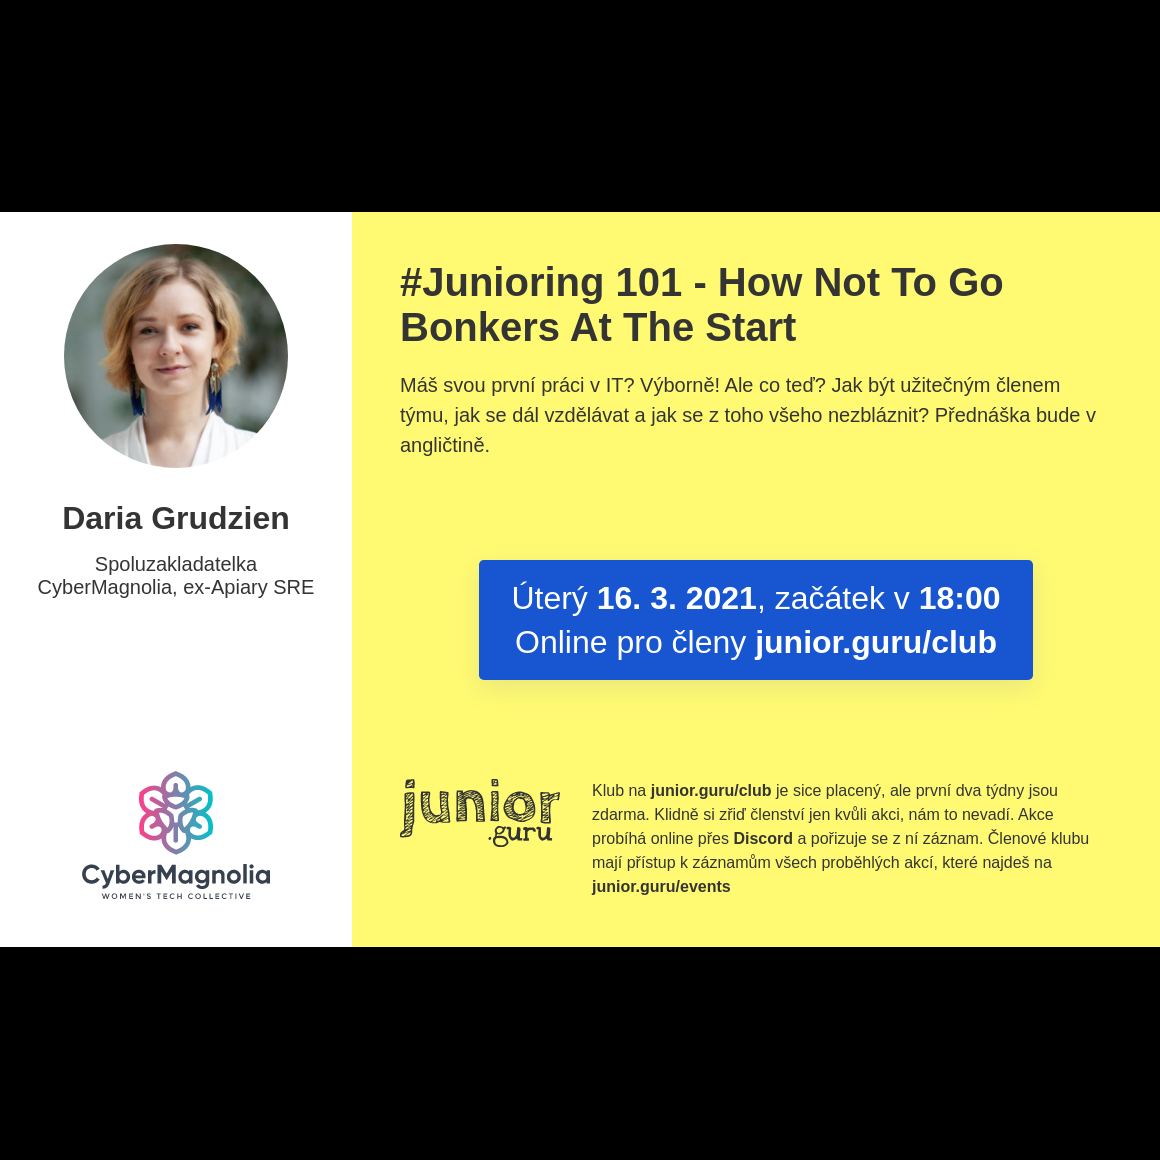 Daria Grudzien
Spoluzakladatelka
CyberMagnolia, ex-Apiary SRE
CyberMagnolia
WOMEN'S TECH COLLECTIVE
#Junioring 101 - How Not To Go
Bonkers At The Start
Máš svou první práci v IT? Výborně! Ale co teď? Jak být užitečným členem
týmu, jak se dál vzdělávat a jak se z toho všeho nezbláznit? Přednáška bude v
angličtině.
Úterý 16. 3. 2021, začátek v 18:00
Online pro členy junior.guru/club
junior
.guru
Klub na junior.guru/club je sice placený, ale první dva týdny jsou
zdarma. Klidně si zřiď členství jen kvůli akci, nám to nevadí. Akce
probíhá online přes Discord a pořizuje se z ní záznam. Členové klubu
mají přístup k záznamům všech proběhlých akcí, které najdeš na
junior.guru/events